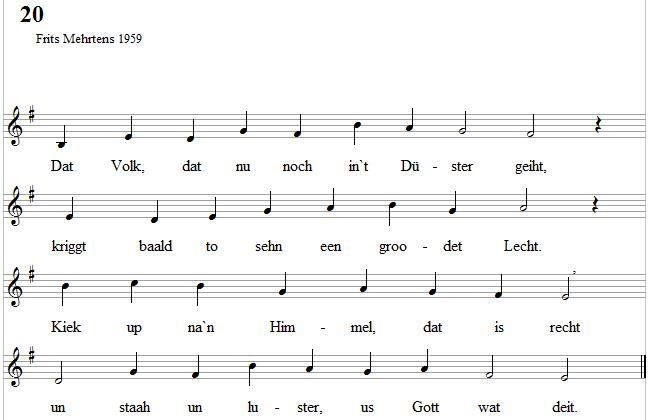 20
Frits Mehrtens 1959
Dat Volk, dat nu noch in`t Dü - ster geiht,
kriggt baald to sehn een groo - det Lecht.
Kiek up na`n Him - mel, dat is recht
un staah un lu - ster, us Gott wat deit.